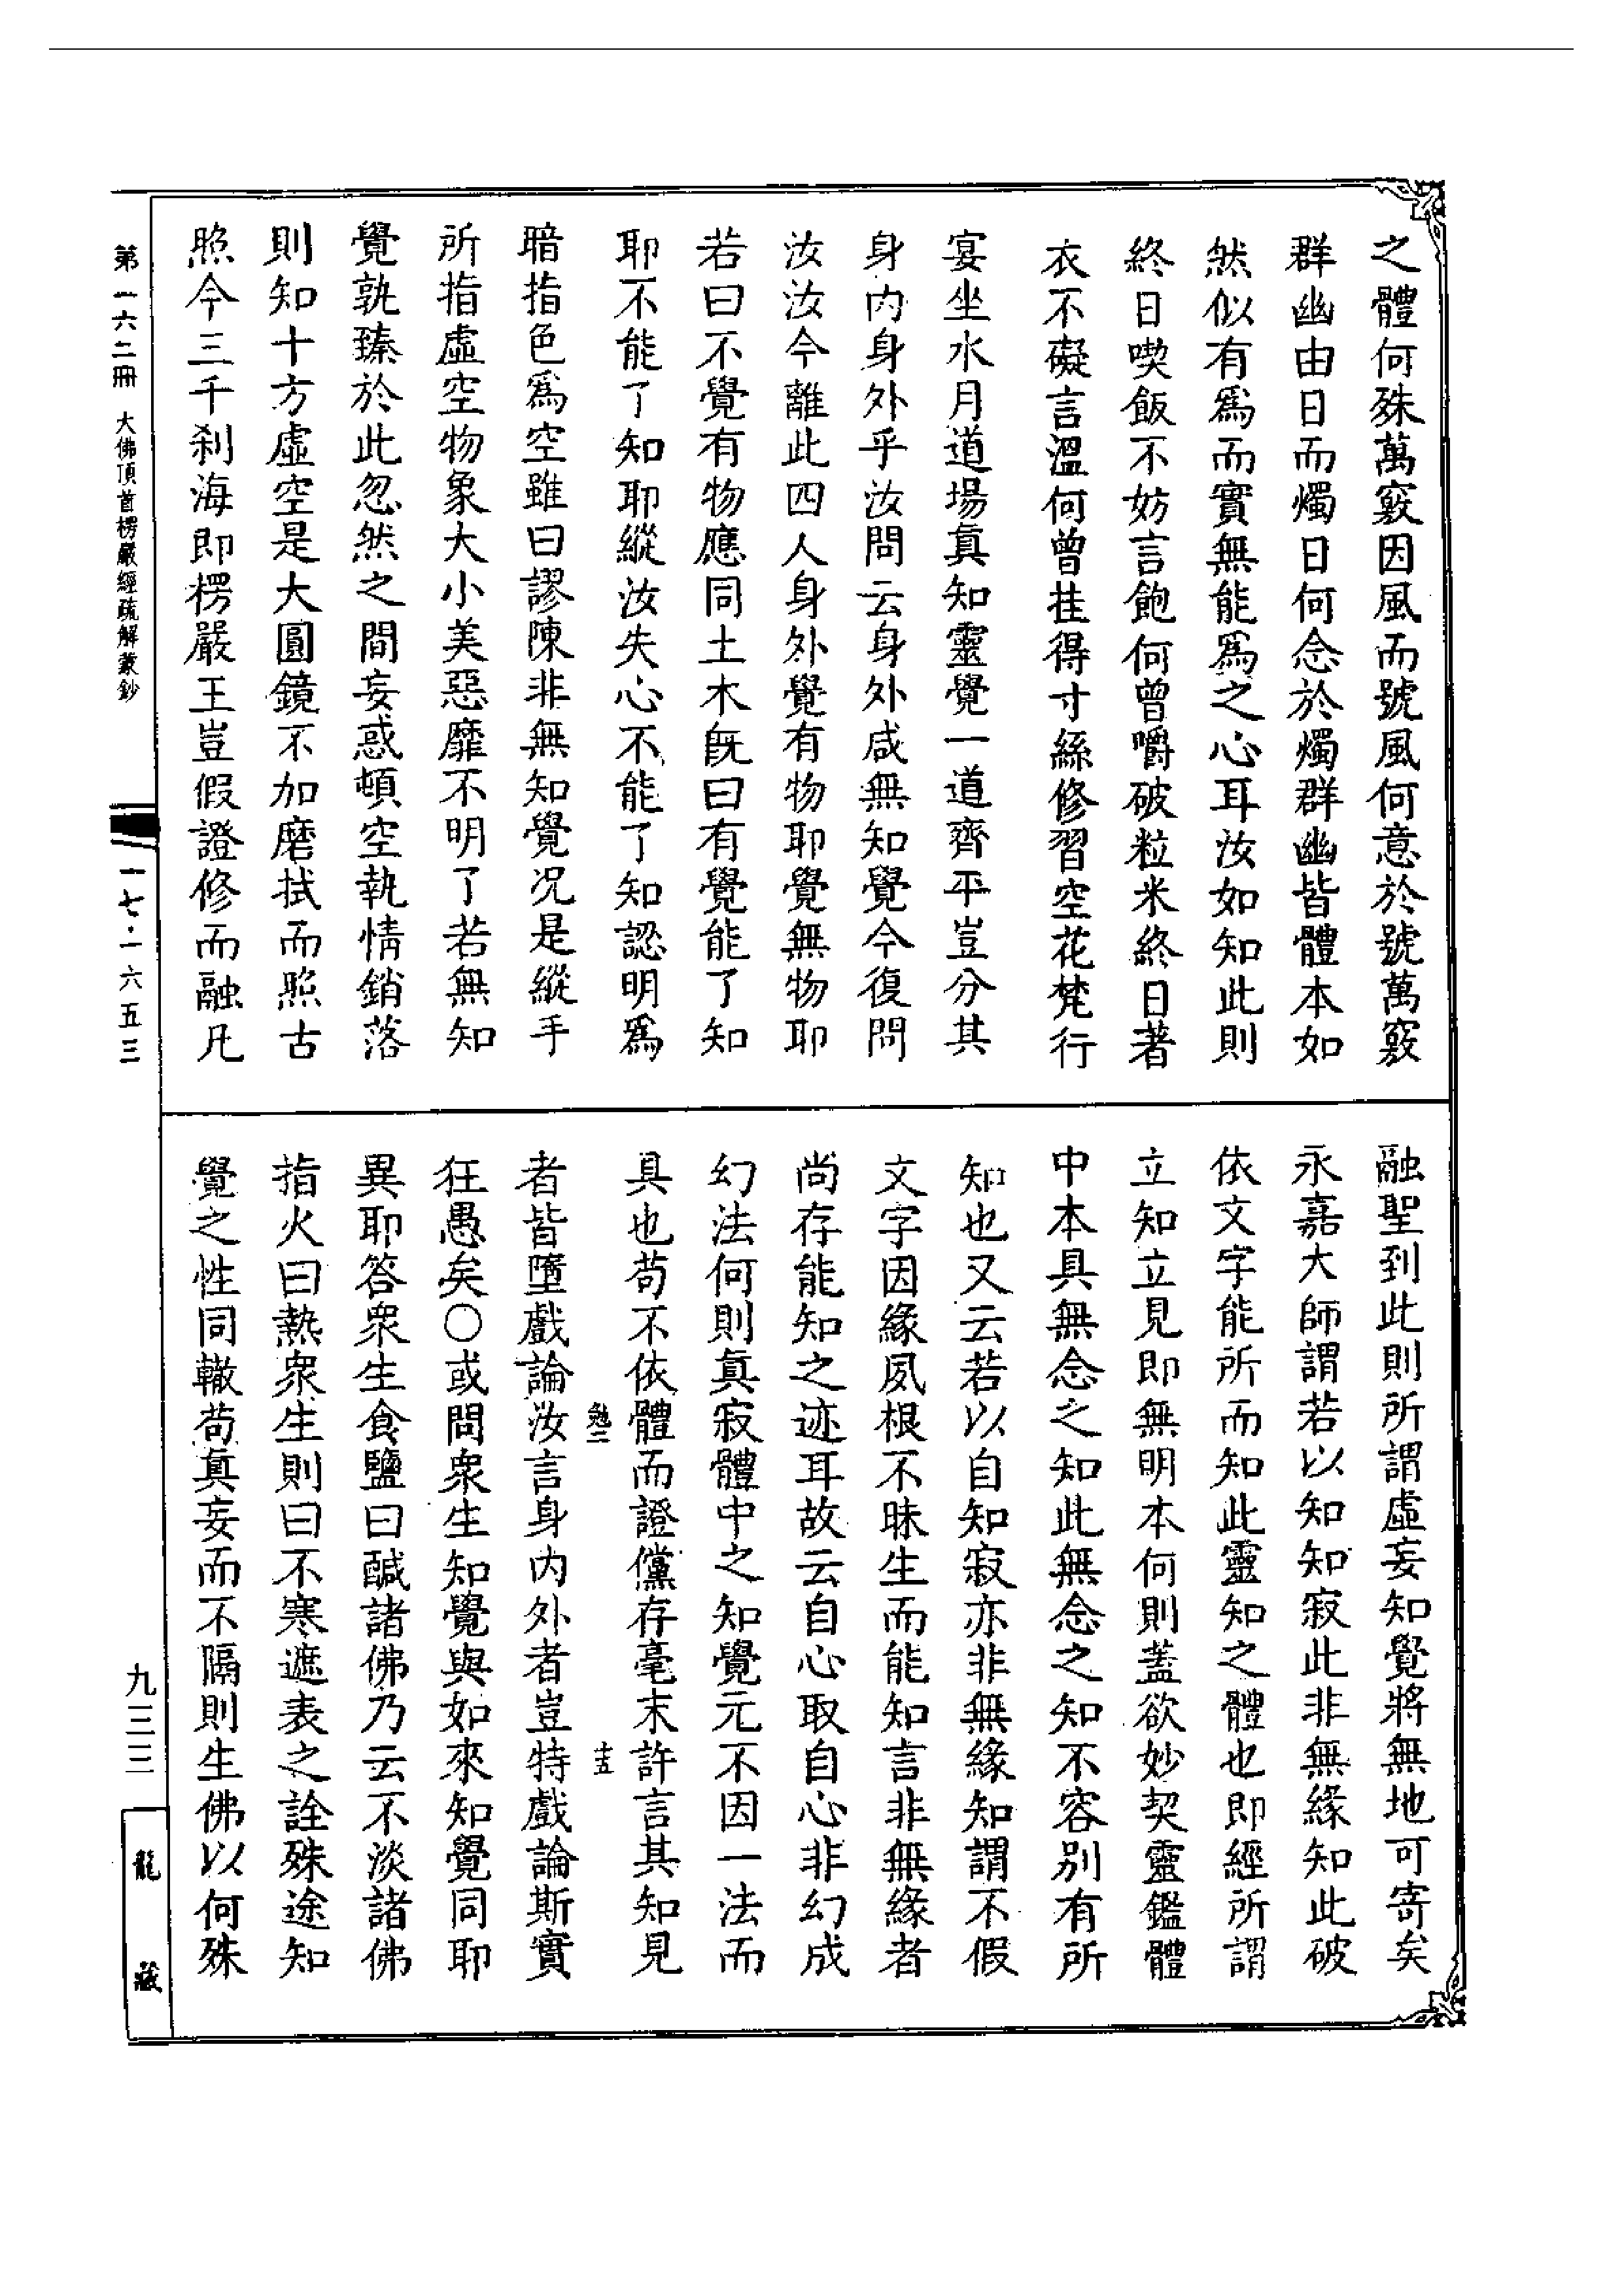 之體何殊萬竅因風而號風何意於號萬竅
群幽由日而燭日何念於燭群幽皆體本如
然似有爲而實無能爲之心耳汝如知此則
終日喫飯不妨言飽何曾嚼破粒米終日著
衣不礙言溫何曾挂得寸絲修習空花梵行
宴坐水月道場真知靈覺一道齊平豈分其
身內身外乎汝問云身外咸無知覺今復問
汝汝今離此四人身外覺有物耶覺無物耶
若曰不覺有物應同土木旣曰有覺能了知
耶不能了知耶縱汝失心不能了知認明爲
暗指色爲空雖曰謬陳非無知覺況是縱手
所指虛空物象大小美惡靡不明了若無知
覺孰臻於此忽然之間妄惑頓空執情銷落
則知十方虛空是大圓鏡不加磨拭而照古
照今三千刹海即楞嚴王豈假證修而融凡
融聖到此則所謂虛妄知覺將無地可寄矣
永嘉大師謂若以知知寂此非無緣知此破
依文字能所而知此靈知之體也即經所謂
立知立見即無明本何則蓋欲妙契靈鑑體
中本具無念之知此無念之知不容別有所
知也又云若以自知寂亦非無緣知謂不假
文字因緣夙根不昧生而能知言非無緣者
尚存能知之迹耳故云自心取自心非幻成
幻法何則真寂體中之知覺元不因一法而
具也苟不依體而證儻存毫末許言其知見
勉二 十五
者皆墮戲論汝言身內外者豈特戲論斯實
狂愚矣○或問衆生知覺與如來知覺同耶
異耶答衆生食鹽曰鹹諸佛乃云不淡諸佛
指火曰熱衆生則曰不寒遮表之詮殊途知
覺之性同轍苟真妄而不隔則生佛以何殊
第一六二冊 大佛頂首楞嚴經疏解蒙鈔
一七·一六五三
九三三
龍藏